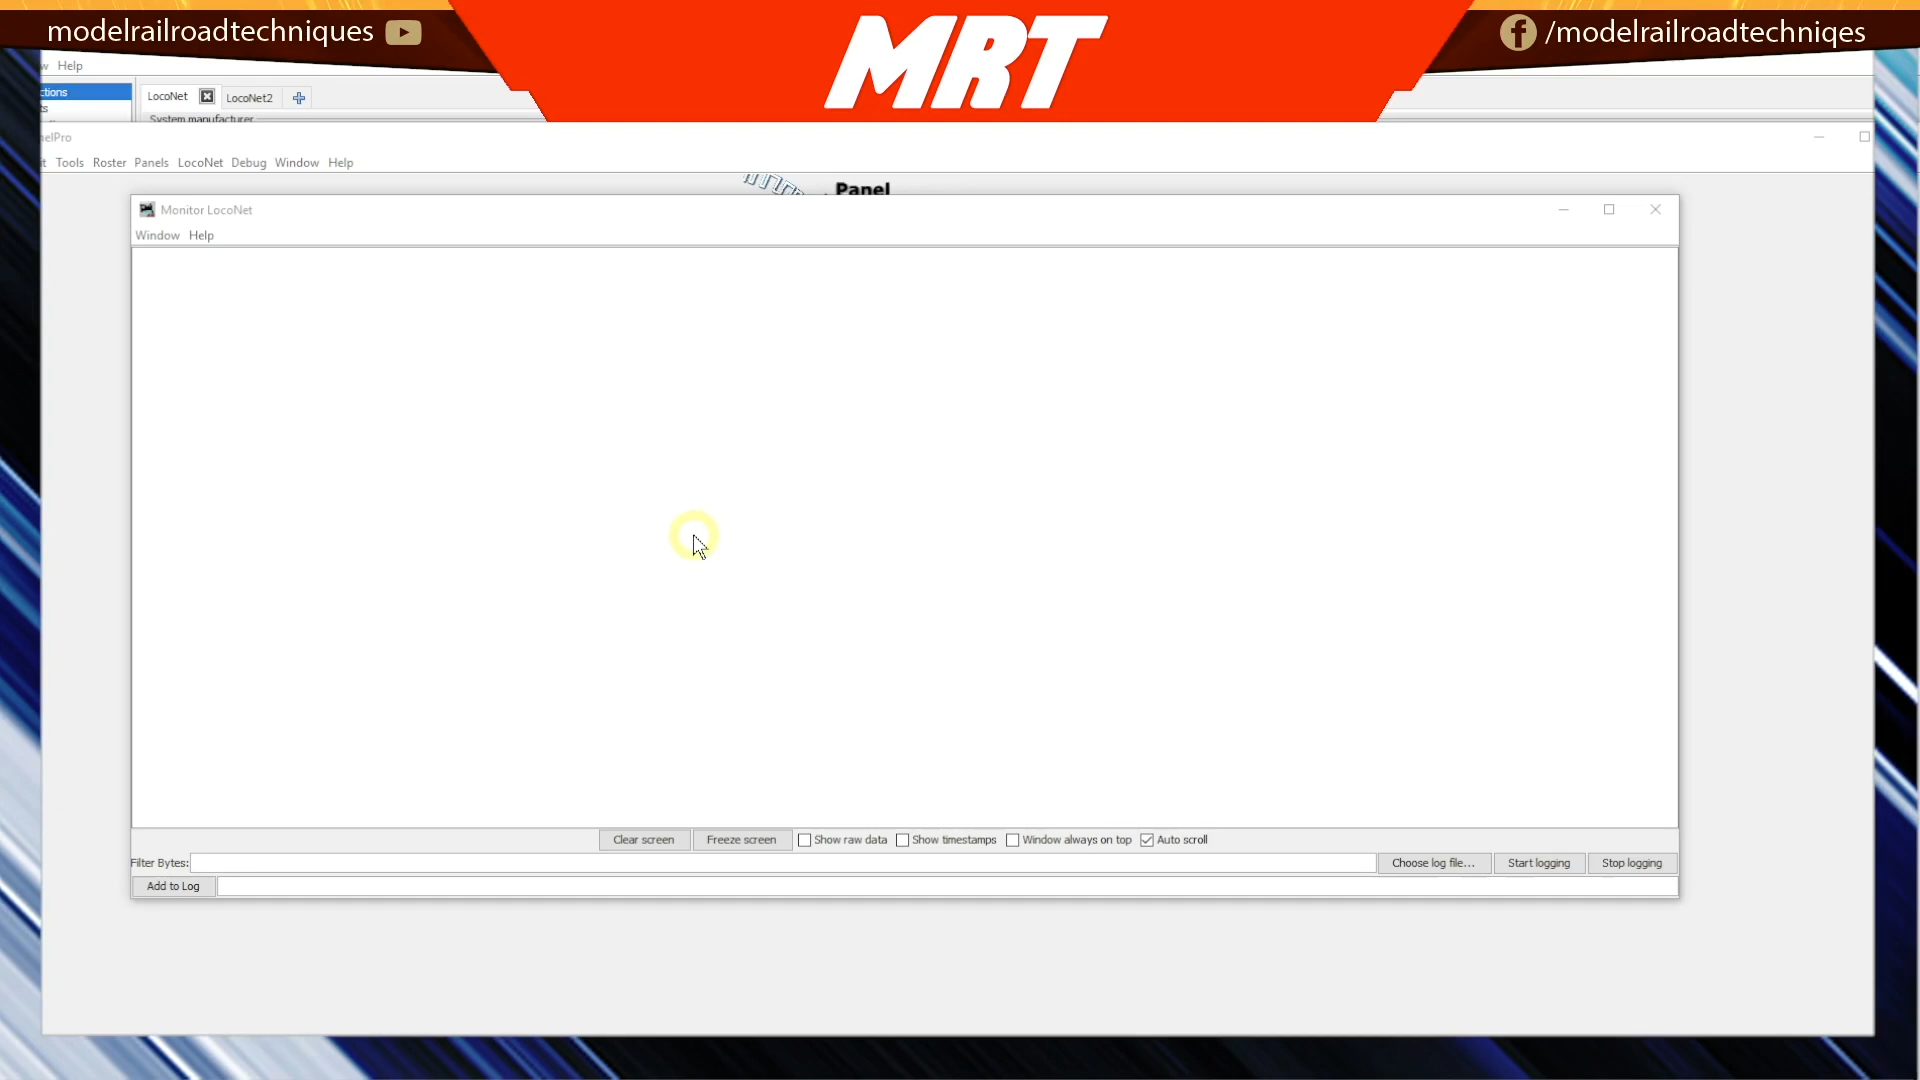 modelrailroadtechniques
MRT
/modelrailroadtechniqes
Help
LocoNet
LocoNet2
System manufacturer
Tools Roster Panels LocoNet Debug Window Help
Panel
Monitor LocoNet
Window Help
Clear screen
Freeze screen
Show raw data
Show timestamps
Window always on top
Auto scroll
Filter Bytes:
Choose log file...
Start logging
Stop logging
Add to Log